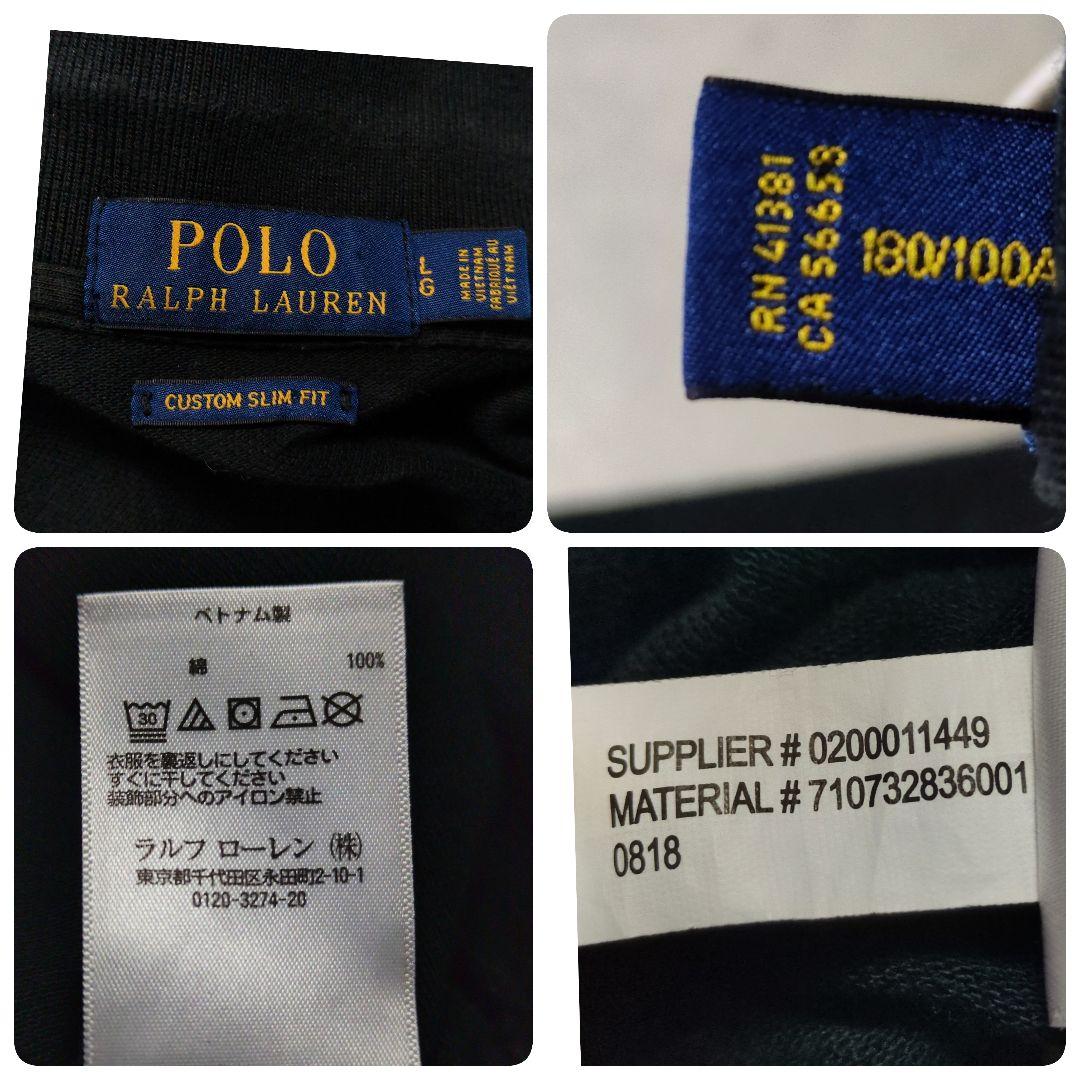 POLO
RALPH LAUREN
L
G
MADE IN
VIETNAM
FABRIQUÉ AU
VIÊT NAM
CUSTOM SLIM FIT
RN 41381
CA 56658
180/100A
ベトナム製
綿 100%
30
衣服を裏返しにしてください
すぐに干してください
装飾部分へのアイロン禁止
ラルフ ローレン (株)
東京都千代田区永田町2-10-1
0120-3274-20
SUPPLIER # 0200011449
MATERIAL # 710732836001
0818